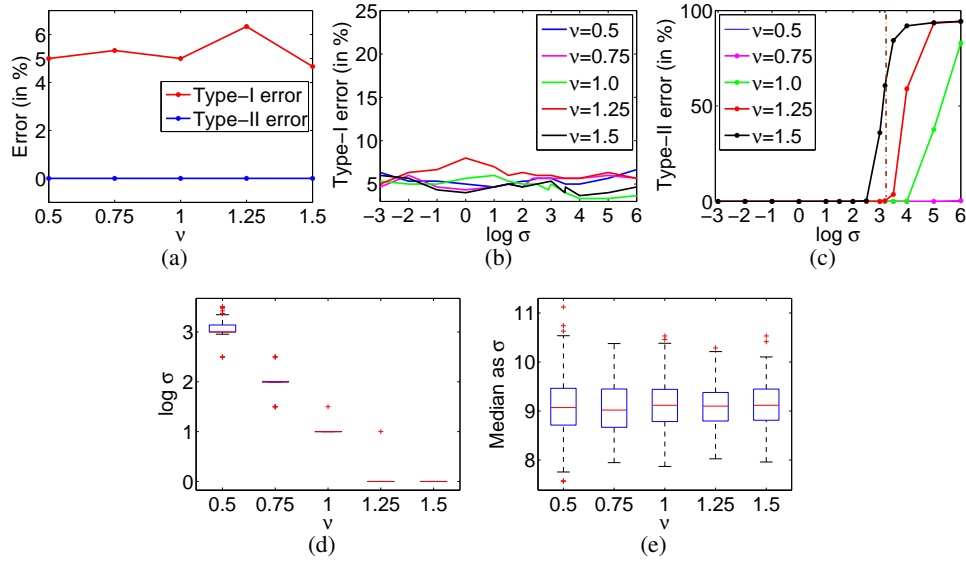 Error (in %)
6
5
4
3
2
1
0
Type−I error
Type−II error
0.5 0.75 1 1.25 1.5
ν
(a)
Type−I error (in %)
25
20
15
10
5
ν=0.5
ν=0.75
ν=1.0
ν=1.25
ν=1.5
−3 −2 −1 0 1 2 3 4 5 6
log σ
(b)
Type−II error (in %)
100
50
0
ν=0.5
ν=0.75
ν=1.0
ν=1.25
ν=1.5
−3 −2 −1 0 1 2 3 4 5 6
log σ
(c)
log σ
3
2
1
0
0.5 0.75 1 1.25 1.5
ν
(d)
Median as σ
11
10
9
8
0.5 0.75 1 1.25 1.5
ν
(e)